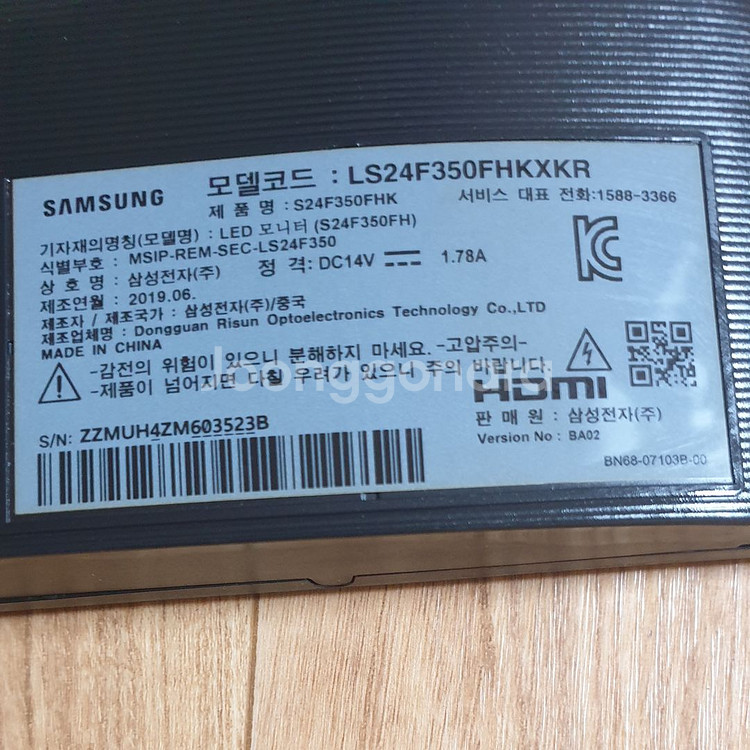 SAMSUNG
모델코드 : LS24F350FHKXKR
제 품 명 : S24F350FHK
서비스 대표 전화:1588-3366
기자재의명칭(모델명) : LED 모니터 (S24F350FH)
식별부호 : MSIP-REM-SEC-LS24F350
상 호 명 : 삼성전자(주)
정 격: DC14V 1.78A
제조연월 : 2019.06.
제조자 / 제조국가 : 삼성전자(주)/중국
제조업체명 : Dongguan Risun Optoelectronics Technology Co.,LTD
MADE IN CHINA
-감전의 위험이 있으니 분해하지 마세요. -고압주의-
-제품이 넘어지면 다칠 우려가 있으니 주의 바랍니다.
Joonggonara
HDMI
S/N: ZZMUH4ZM603523B
판 매 원 : 삼성전자(주)
Version No : BA02
BN68-07103B-00